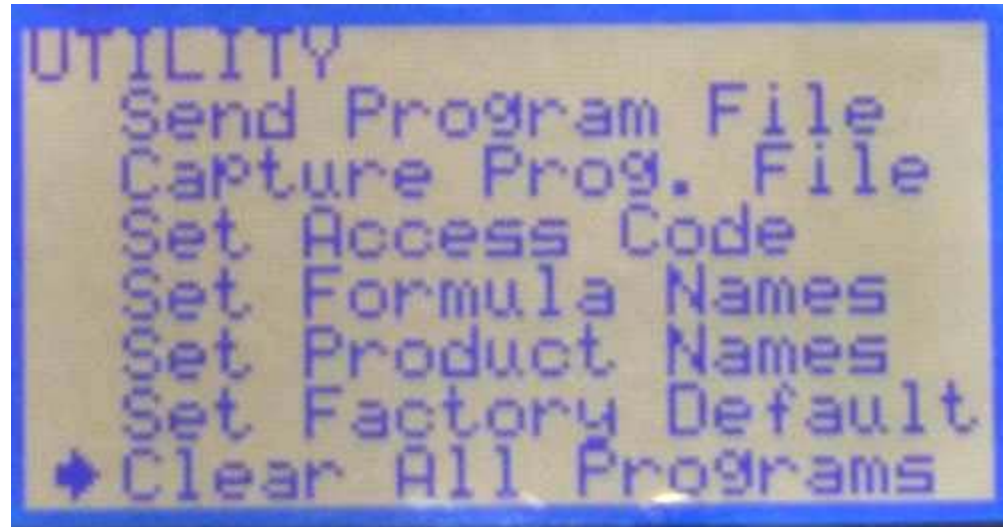 UTILITY
Send Program File
Capture Prog. File
Set Access Code
Set Formula Names
Set Product Names
Set Factory Default
Clear All Programs